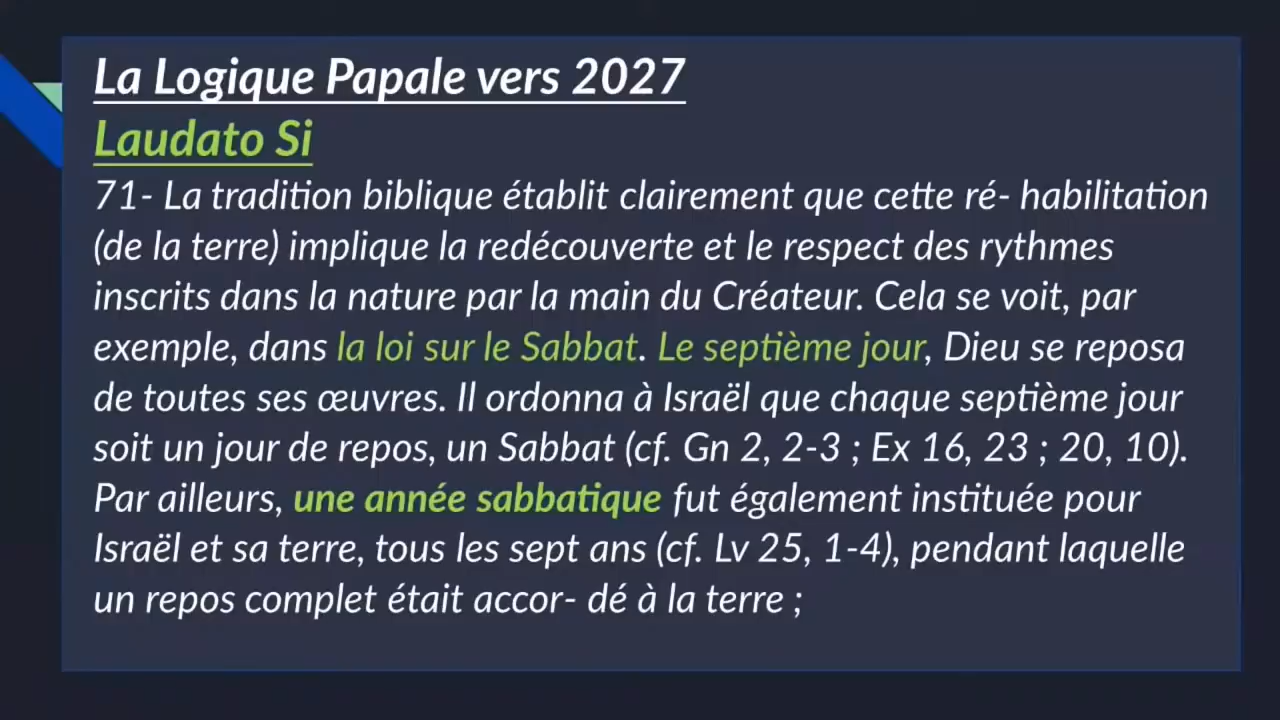 La Logique Papale vers 2027
Laudato Si
71- La tradition biblique établit clairement que cette ré- habilitation
(de la terre) implique la redécouverte et le respect des rythmes
inscrits dans la nature par la main du Créateur. Cela se voit, par
exemple, dans la loi sur le Sabbat. Le septième jour, Dieu se reposa
de toutes ses œuvres. Il ordonna à Israël que chaque septième jour
soit un jour de repos, un Sabbat (cf. Gn 2, 2-3 ; Ex 16, 23 ; 20, 10).
Par ailleurs, une année sabbatique fut également instituée pour
Israël et sa terre, tous les sept ans (cf. Lv 25, 1-4), pendant laquelle
un repos complet était accor- dé à la terre ;